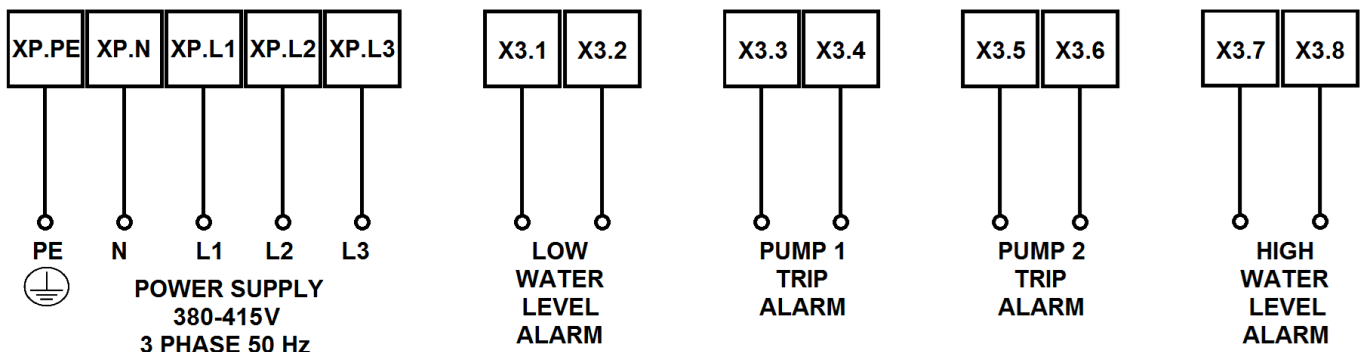 XP.PE XP.N XP.L1 XP.L2 XP.L3
X3.1 X3.2
X3.3 X3.4
X3.5 X3.6
X3.7 X3.8
PE N L1 L2 L3
POWER SUPPLY
380-415V
3 PHASE 50 Hz
LOW
WATER
LEVEL
ALARM
PUMP 1
TRIP
ALARM
PUMP 2
TRIP
ALARM
HIGH
WATER
LEVEL
ALARM